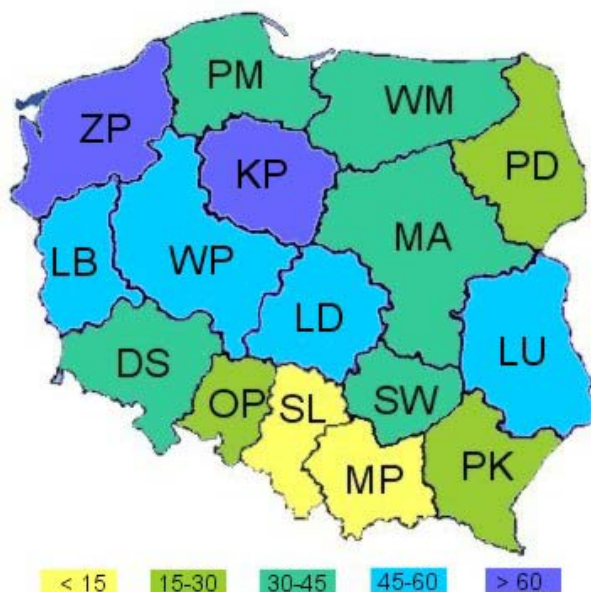 PM
WM
ZP
PD
KP
MA
LB
WP
LD
LU
DS
OP
SL
SW
MP
PK
< 15 15-30 30-45 45-60 > 60